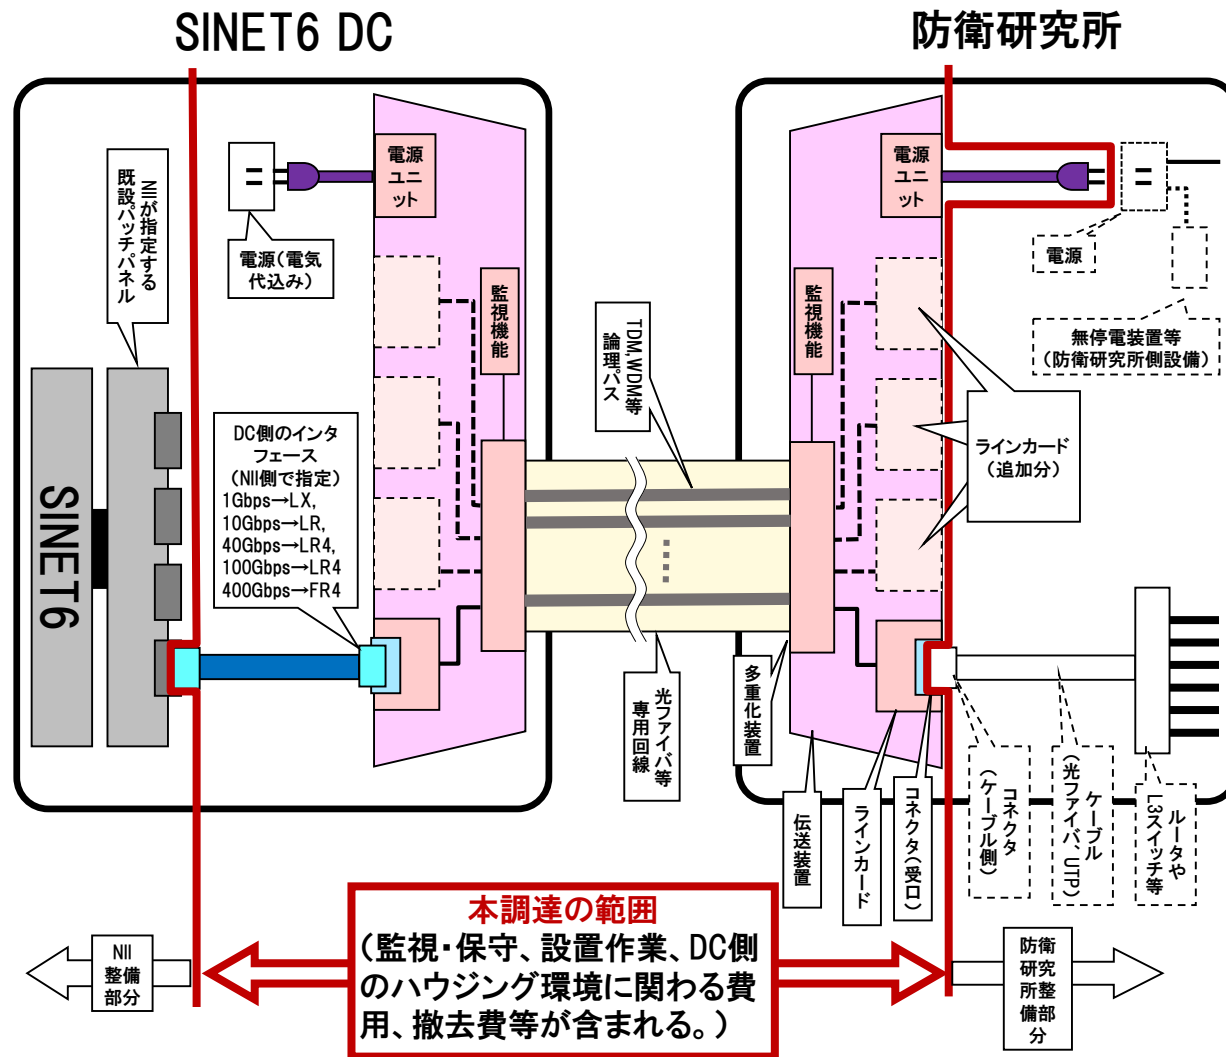 SINET6 DC
防衛研究所
NIIが指定する
既設パッチパネル
電源
ユニ
ット
電源(電気
代込み)
監視機能
TDM,WDM等
論理パス
監視機能
電源
ユニ
ット
電源
無停電装置等
(防衛研究所側設備)
ラインカード
(追加分)
SINET6
DC側のインタ
フェース
(NII側で指定)
1Gbps→LX,
10Gbps→LR,
40Gbps→LR4,
100Gbps→LR4
400Gbps→FR4
光ファイバ等
専用回線
多重化装置
伝送装置
ラインカード
コネクタ(受口)
コネクタ
(ケーブル側)
ケーブル
(光ファイバ、UTP)
ルータや
L3スイッチ等
NII
整備
部分
本調達の範囲
(監視・保守、設置作業、DC側
のハウジング環境に関わる費
用、撤去費等が含まれる。)
防衛
研究
所整
備部
分